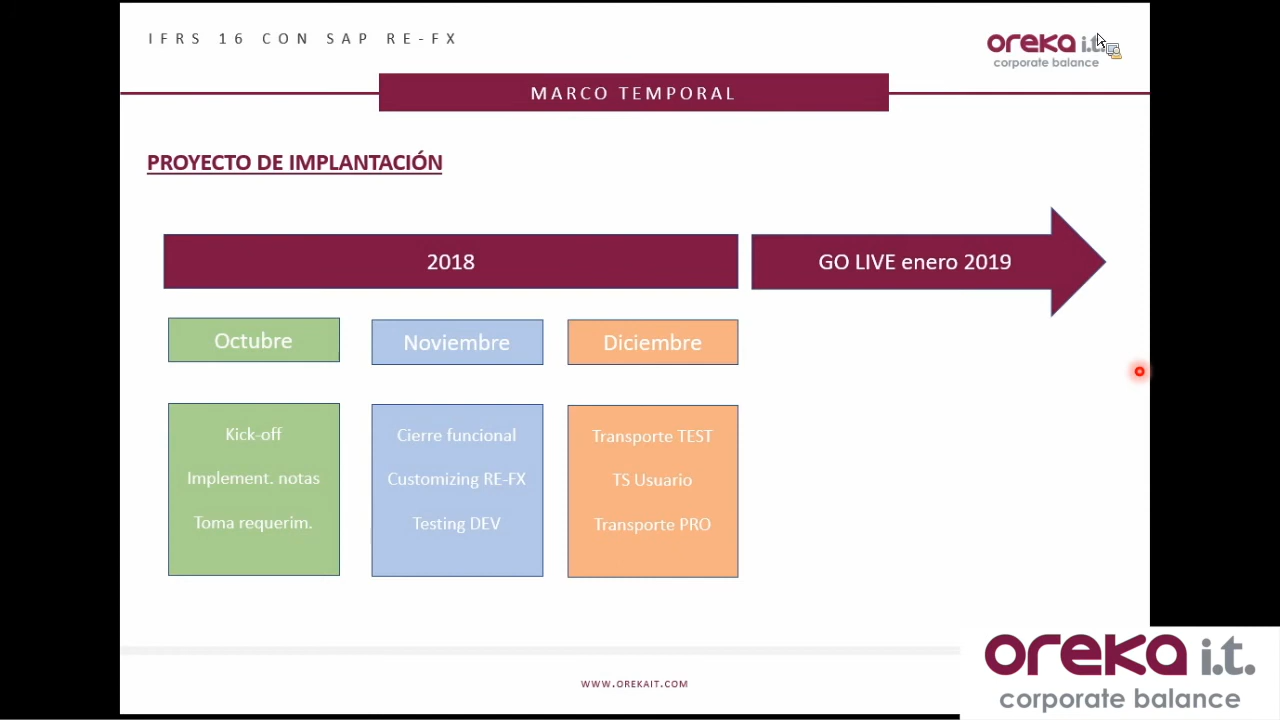 IFRS 16 CON SAP RE-FX
oreka i.t.
corporate balance
MARCO TEMPORAL
PROYECTO DE IMPLANTACIÓN
2018
GO LIVE enero 2019
Octubre
Noviembre
Diciembre
Kick-off
Implement. notas
Toma requerim.
Cierre funcional
Customizing RE-FX
Testing DEV
Transporte TEST
TS Usuario
Transporte PRO
WWW.OREKAIT.COM
oreka i.t.
corporate balance